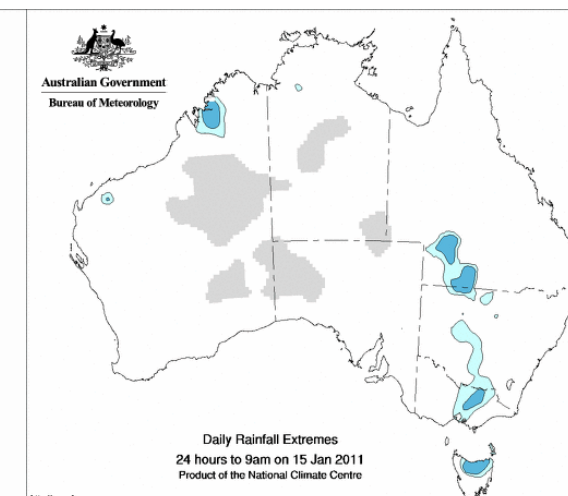 Australian Government
Bureau of Meteorology
Daily Rainfall Extremes
24 hours to 9am on 15 Jan 2011
Product of the National Climate Centre